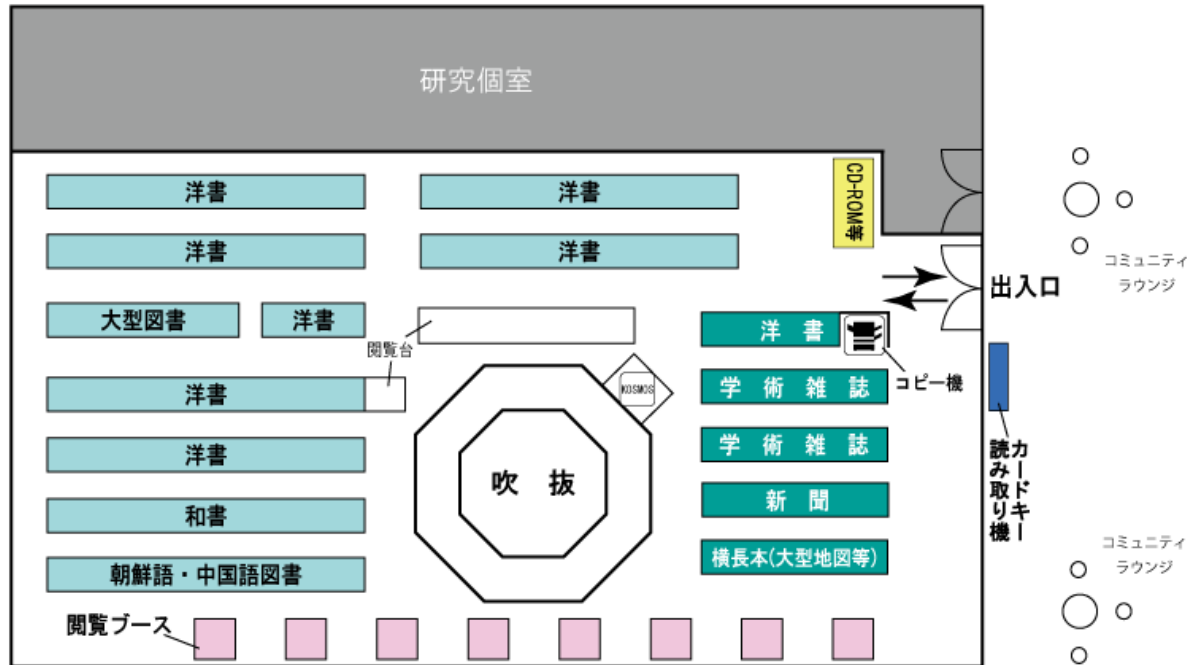 研究個室
洋書
洋書
CD-ROM等
洋書
洋書
コミュニティ
ラウンジ
出入口
大型図書
洋書
閲覧台
洋 書
コピー機
洋書
KOSMOS
学 術 雑 誌
洋書
学 術 雑 誌
吹 抜
カードキー
読み取り機
新 聞
和書
横長本(大型地図等)
朝鮮語・中国語図書
コミュニティ
ラウンジ
閲覧ブース